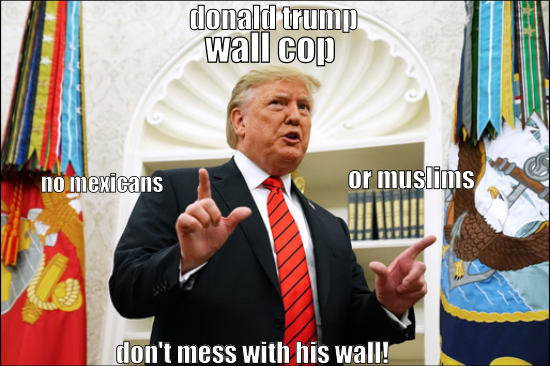 donald trump
wall cop
no mexicans
or muslims
don't mess with his wall!